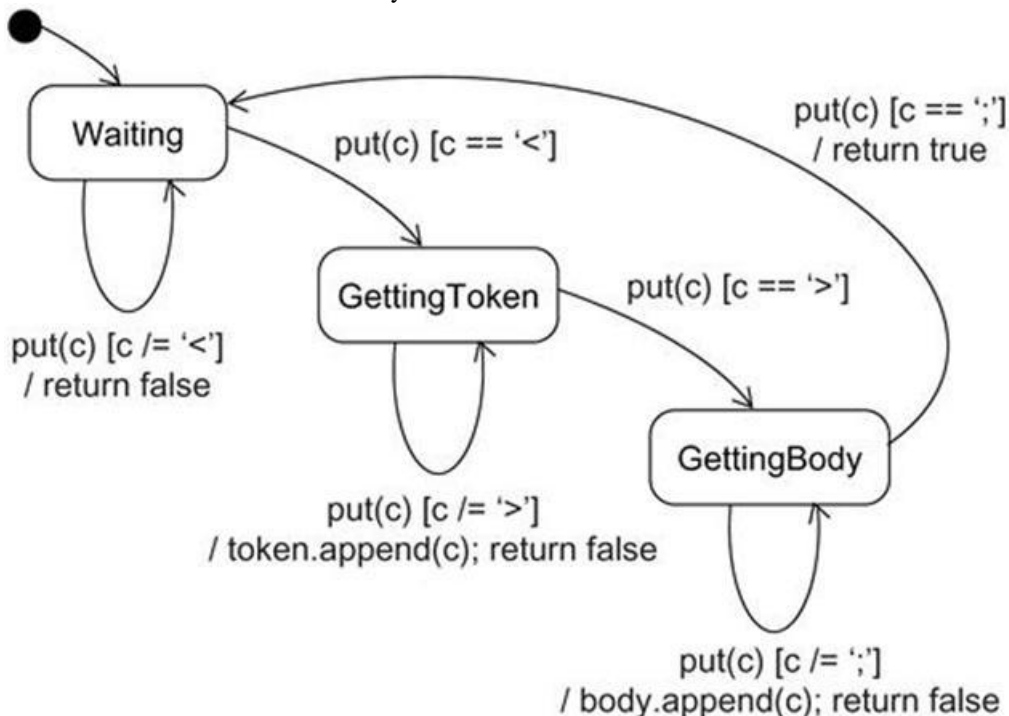 Waiting
put(c) [c == ‘<’]
put(c) [c == ‘;’]
/ return true
put(c) [c /= ‘<’]
/ return false
GettingToken
put(c) [c == ‘>’]
put(c) [c /= ‘>’]
/ token.append(c); return false
GettingBody
put(c) [c /= ‘;’]
/ body.append(c); return false